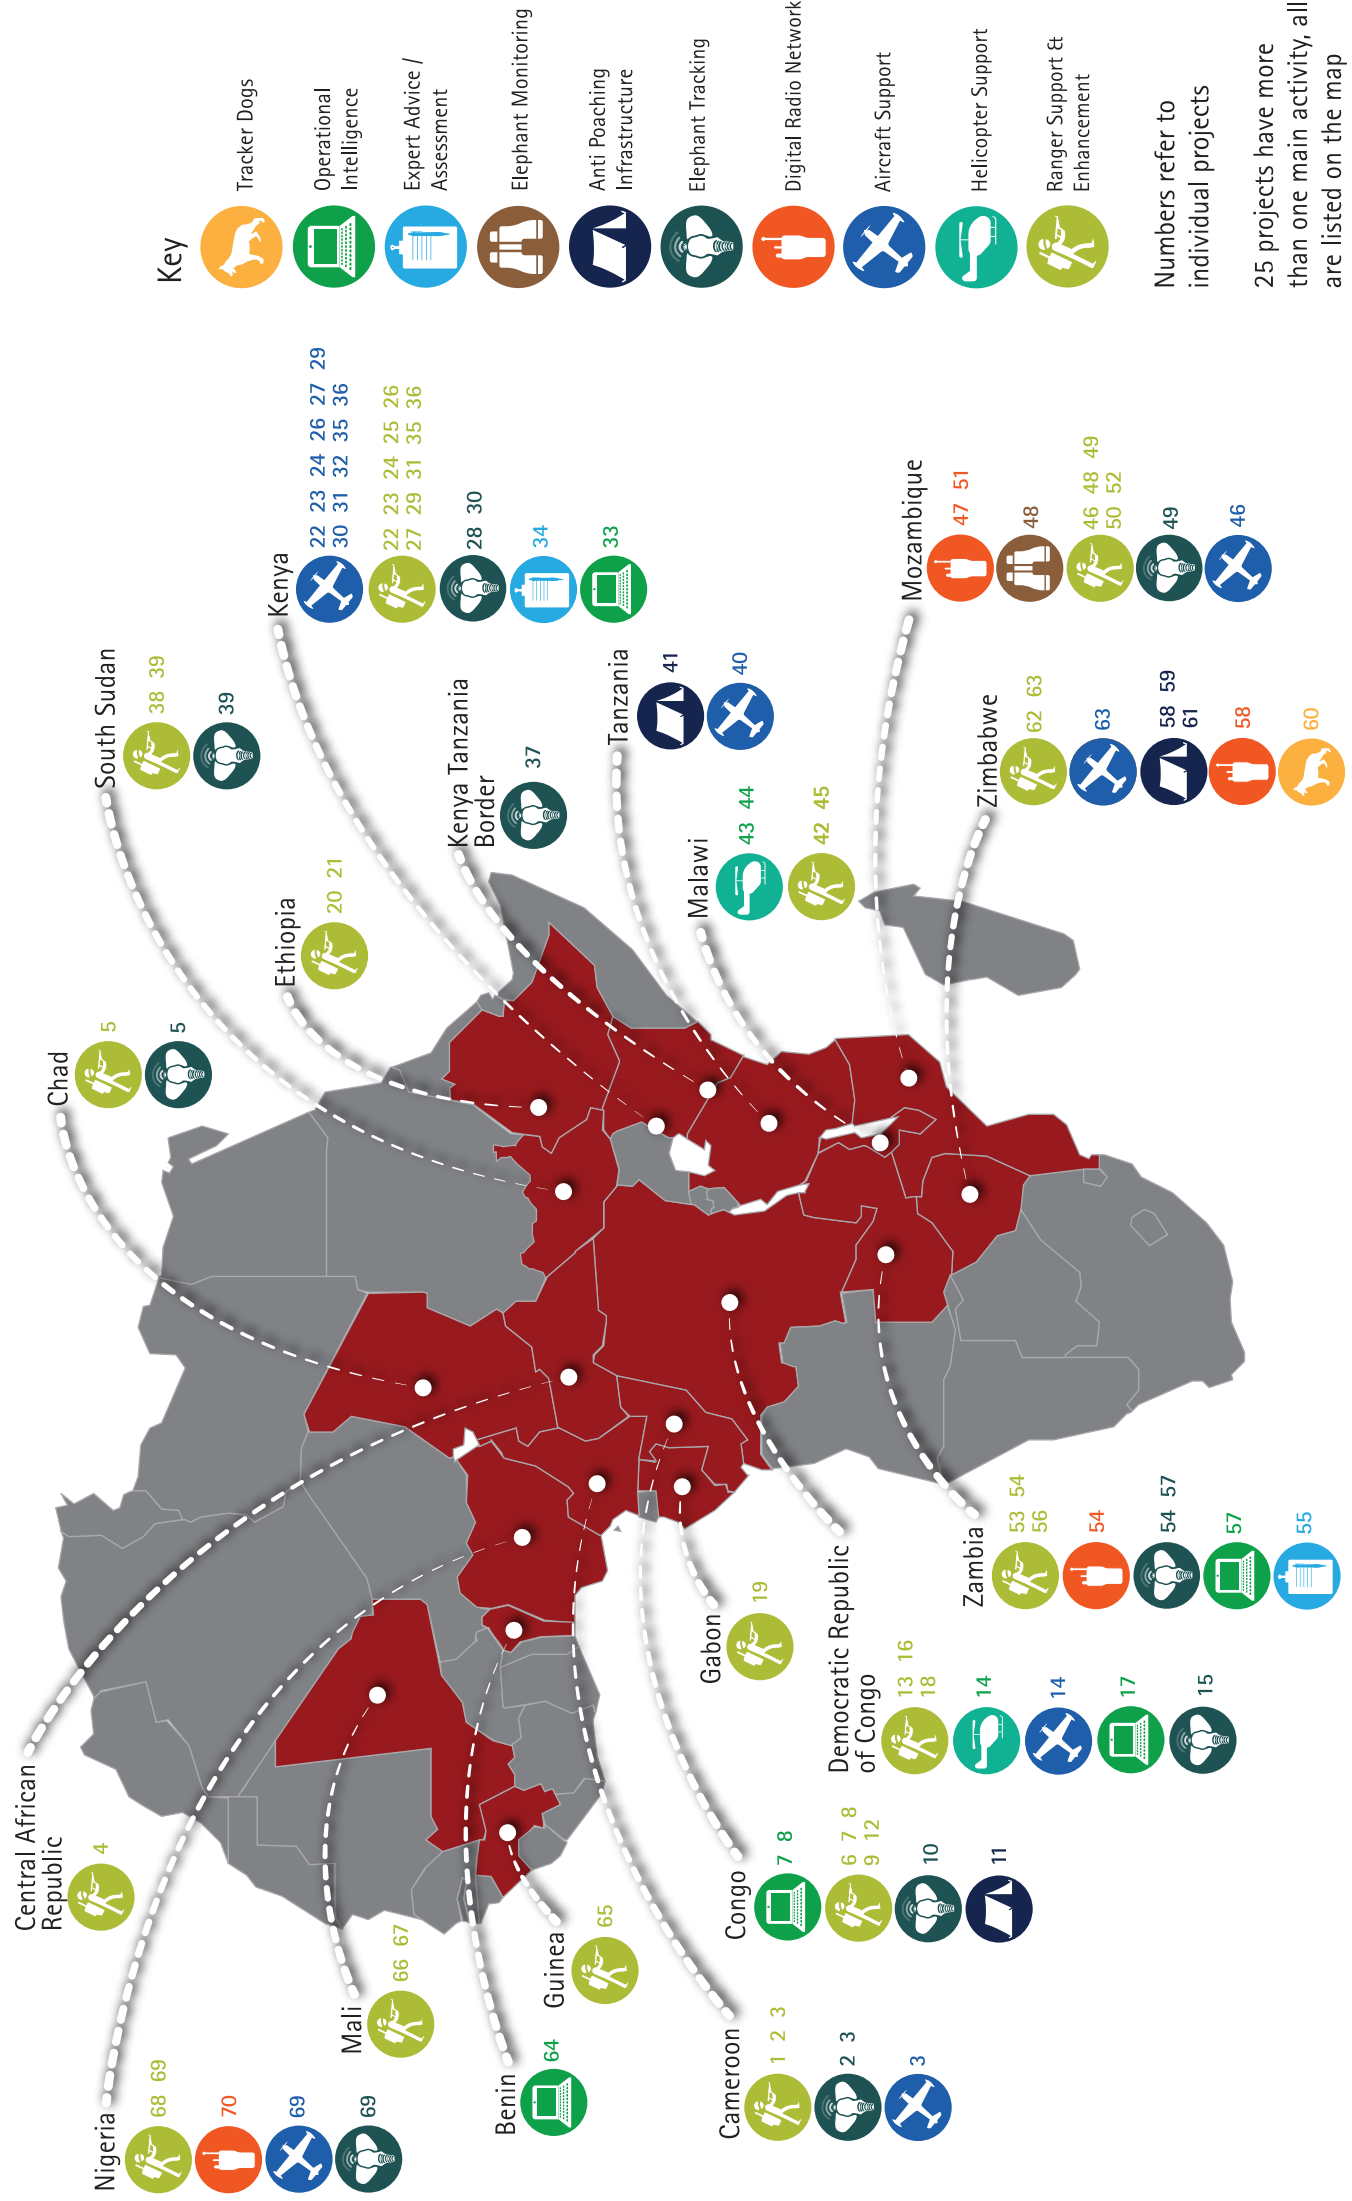 Central African
Republic
4
Nigeria
68 69
70
69
69
Mali
66 67
Benin
64
Guinea
65
Cameroon
1 2 3
2 3
3
Congo
7 8
6 7 8
9 12
10
11
Gabon
19
Democratic Republic
of Congo
13 16
18
14
14
17
15
Zambia
53 54
56
54
54 57
57
55
Chad
5
5
South Sudan
38 39
39
Ethiopia
20 21
Kenya
22 23 24 26 27 29
30 31 32 35 36
22 23 24 25 26
27 29 31 35 36
28 30
34
33
Kenya Tanzania
Border
37
Tanzania
41
40
Malawi
43 44
42 45
Mozambique
47 51
48
46 48 49
50 52
49
46
Zimbabwe
62 63
63
58 59
61
58
60
Key
Tracker Dogs
Operational
Intelligence
Expert Advice /
Assessment
Elephant Monitoring
Anti Poaching
Infrastructure
Elephant Tracking
Digital Radio Network
Aircraft Support
Helicopter Support
Ranger Support &
Enhancement
Numbers refer to
individual projects
25 projects have more
than one main activity, all
are listed on the map